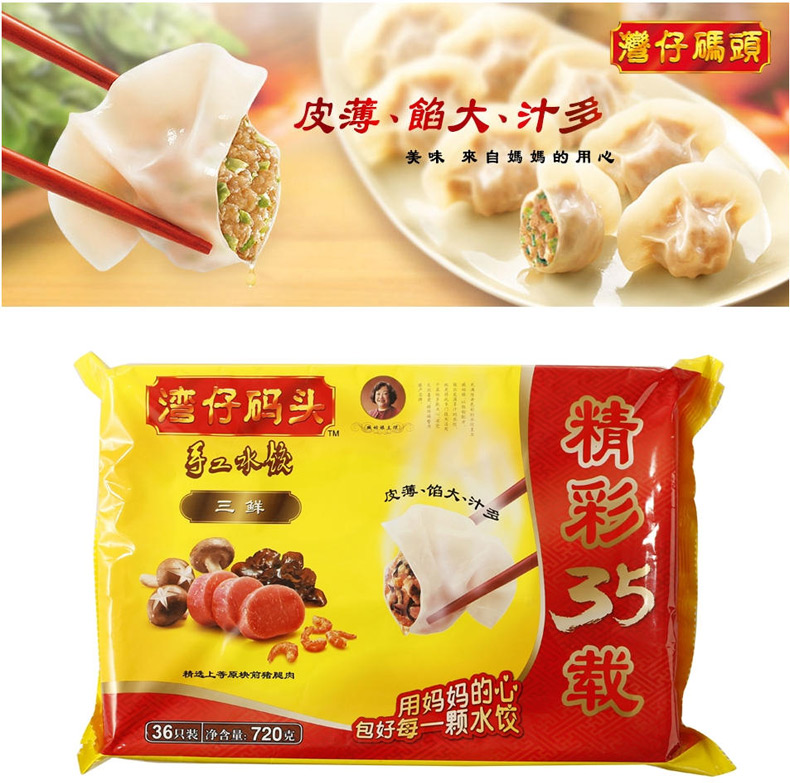 灣仔碼頭
皮薄、餡大、汁多
美味 來自媽媽的用心
湾仔码头
TM
手工水饺
三鲜
皮薄、馅大、汁多
精选上等原块前猪腿肉
36只装 净含量: 720克
用妈妈的心
包好每一颗水饺
精彩35载